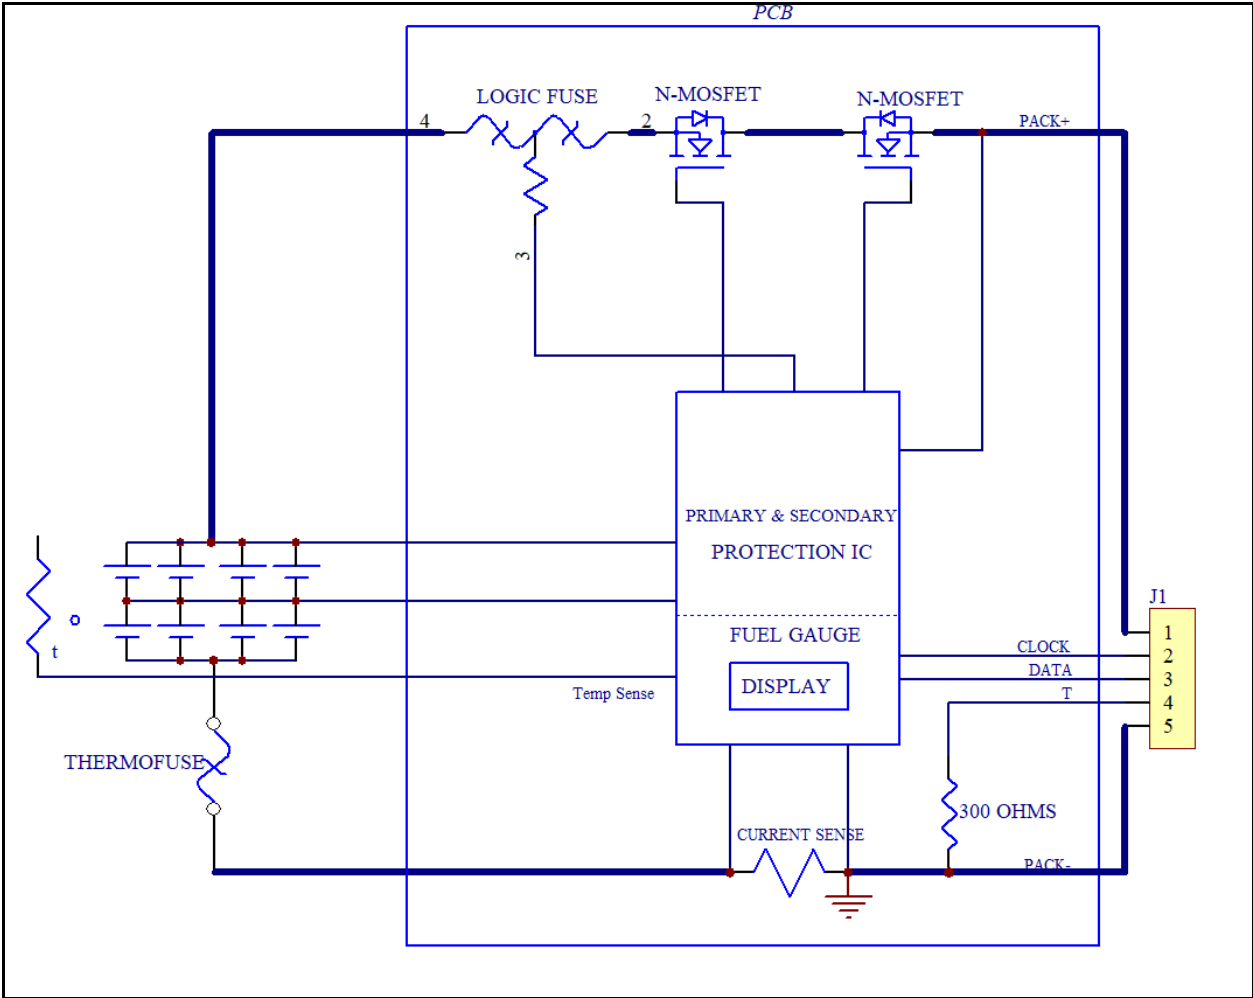 PCB
LOGIC FUSE
N-MOSFET
N-MOSFET
4
2
PACK+
3
PRIMARY & SECONDARY
PROTECTION IC
FUEL GAUGE
DISPLAY
J1
1
CLOCK
2
DATA
3
T
4
5
t
Temp Sense
THERMOFUSE
300 OHMS
CURRENT SENSE
PACK-